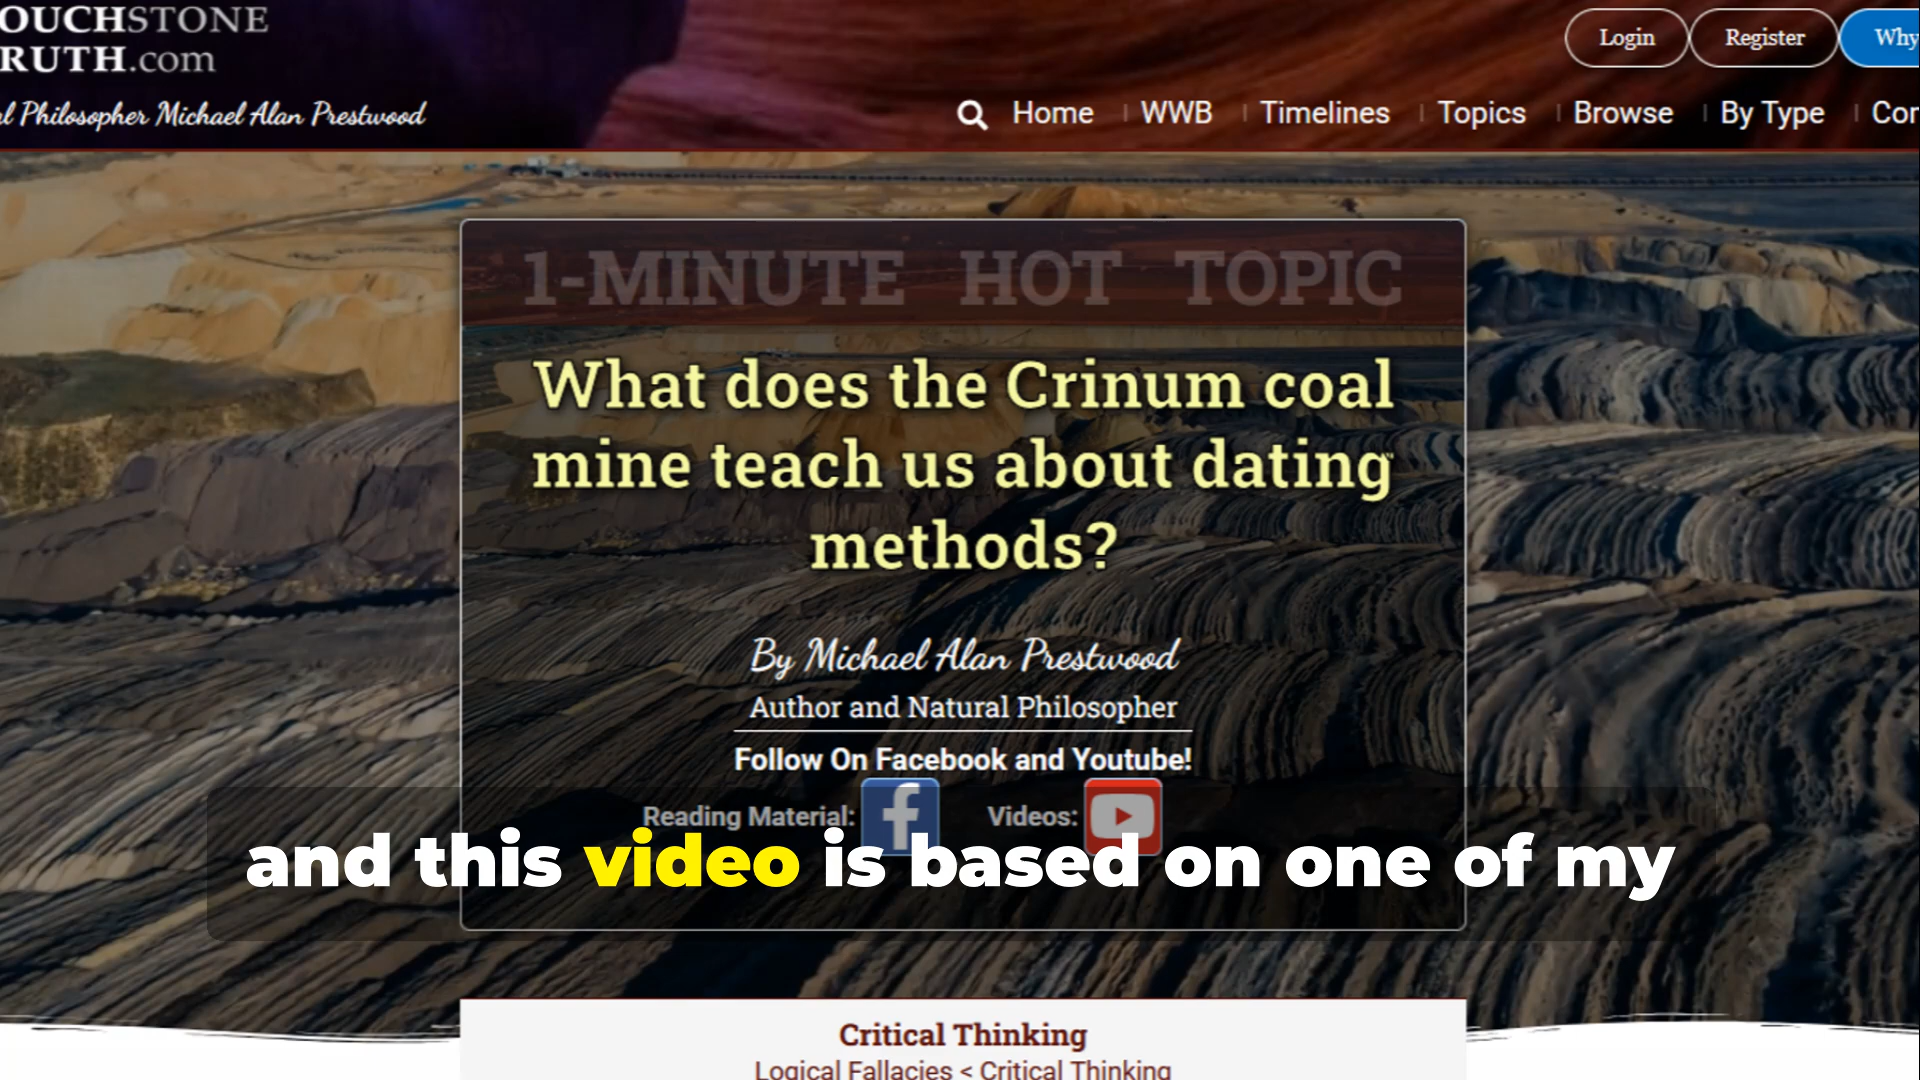 OUCHSTONE
RUTH.com
l Philosopher Michael Alan Prestwood
Login
Register
Why
Home
WWB
Timelines
Topics
Browse
By Type
Con
1-MINUTE HOT TOPIC
What does the Crinum coal
mine teach us about dating
methods?
By Michael Alan Prestwood
Author and Natural Philosopher
Follow On Facebook and Youtube!
Reading Material:
Videos:
and this video is based on one of my
Critical Thinking
Logical Fallacies < Critical Thinking